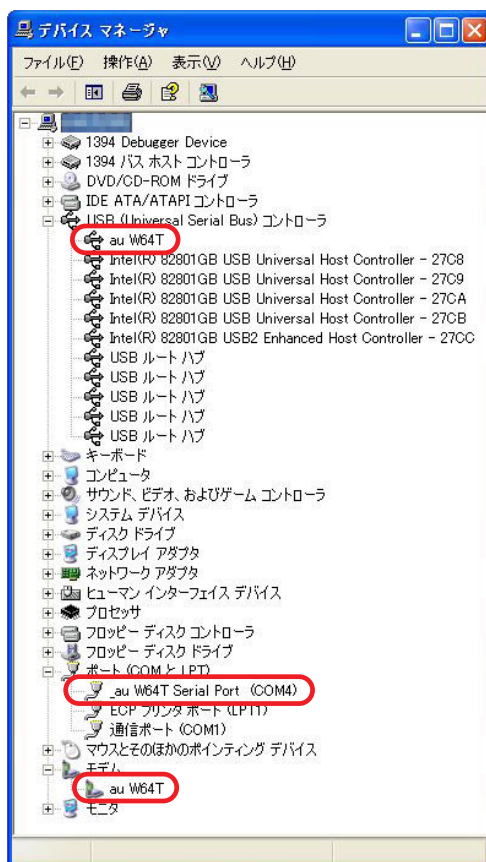 デバイス マネージャ
ファイル(F) 操作(A) 表示(V) ヘルプ(H)
1394 Debugger Device
1394 バス ホスト コントローラ
DVD/CD-ROM ドライブ
IDE ATA/ATAPI コントローラ
USB (Universal Serial Bus) コントローラ
au W64T
Intel(R) 82801GB USB Universal Host Controller - 27C8
Intel(R) 82801GB USB Universal Host Controller - 27C9
Intel(R) 82801GB USB Universal Host Controller - 27CA
Intel(R) 82801GB USB Universal Host Controller - 27CB
Intel(R) 82801GB USB2 Enhanced Host Controller - 27CC
USB ルート ハブ
USB ルート ハブ
USB ルート ハブ
USB ルート ハブ
USB ルート ハブ
キーボード
コンピュータ
サウンド、ビデオ、およびゲーム コントローラ
システム デバイス
ディスク ドライブ
ディスプレイ アダプタ
ネットワーク アダプタ
ヒューマン インターフェイス デバイス
プロセッサ
フロッピー ディスク コントローラ
フロッピー ディスク ドライブ
ポート (COM と LPT)
_au W64T Serial Port (COM4)
ECP プリンタ ポート (LPT1)
通信ポート (COM1)
マウスとそのほかのポインティング デバイス
モデム
au W64T
モニタ